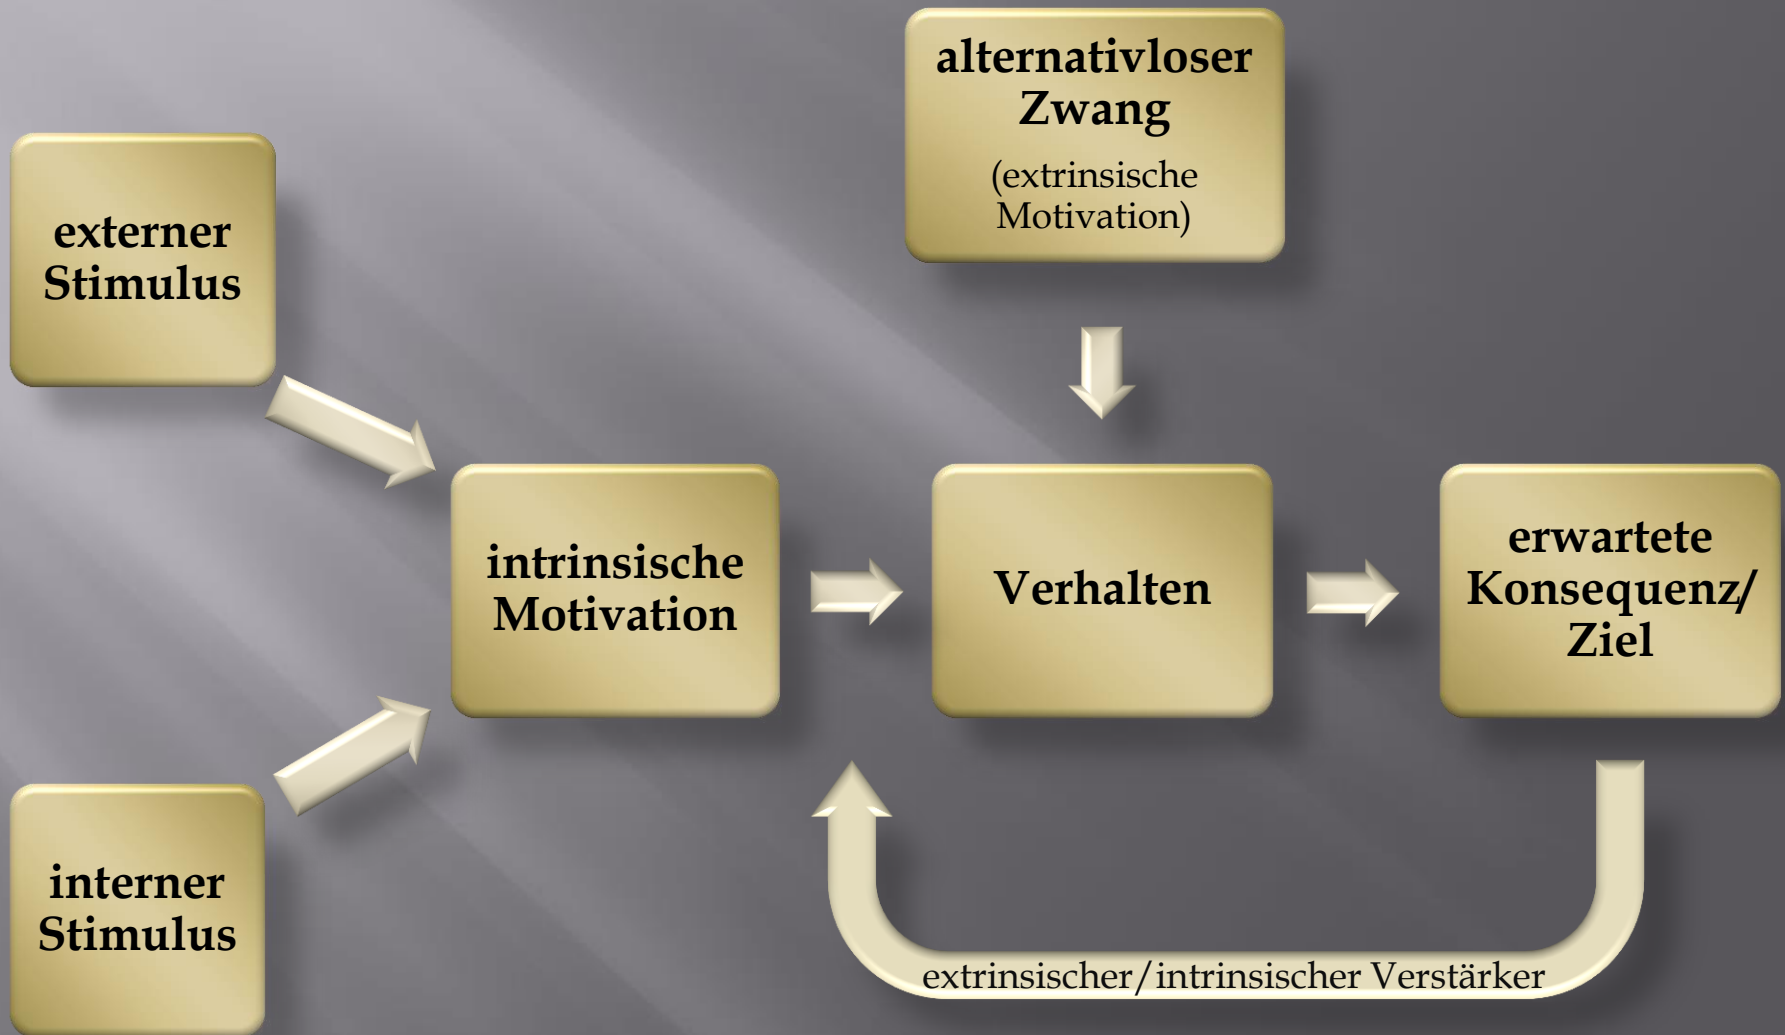 alternativloser
Zwang
(extrinsische
Motivation)
externer
Stimulus
intrinsische
Motivation
Verhalten
erwartete
Konsequenz/
Ziel
interner
Stimulus
extrinsischer/intrinsischer Verstärker